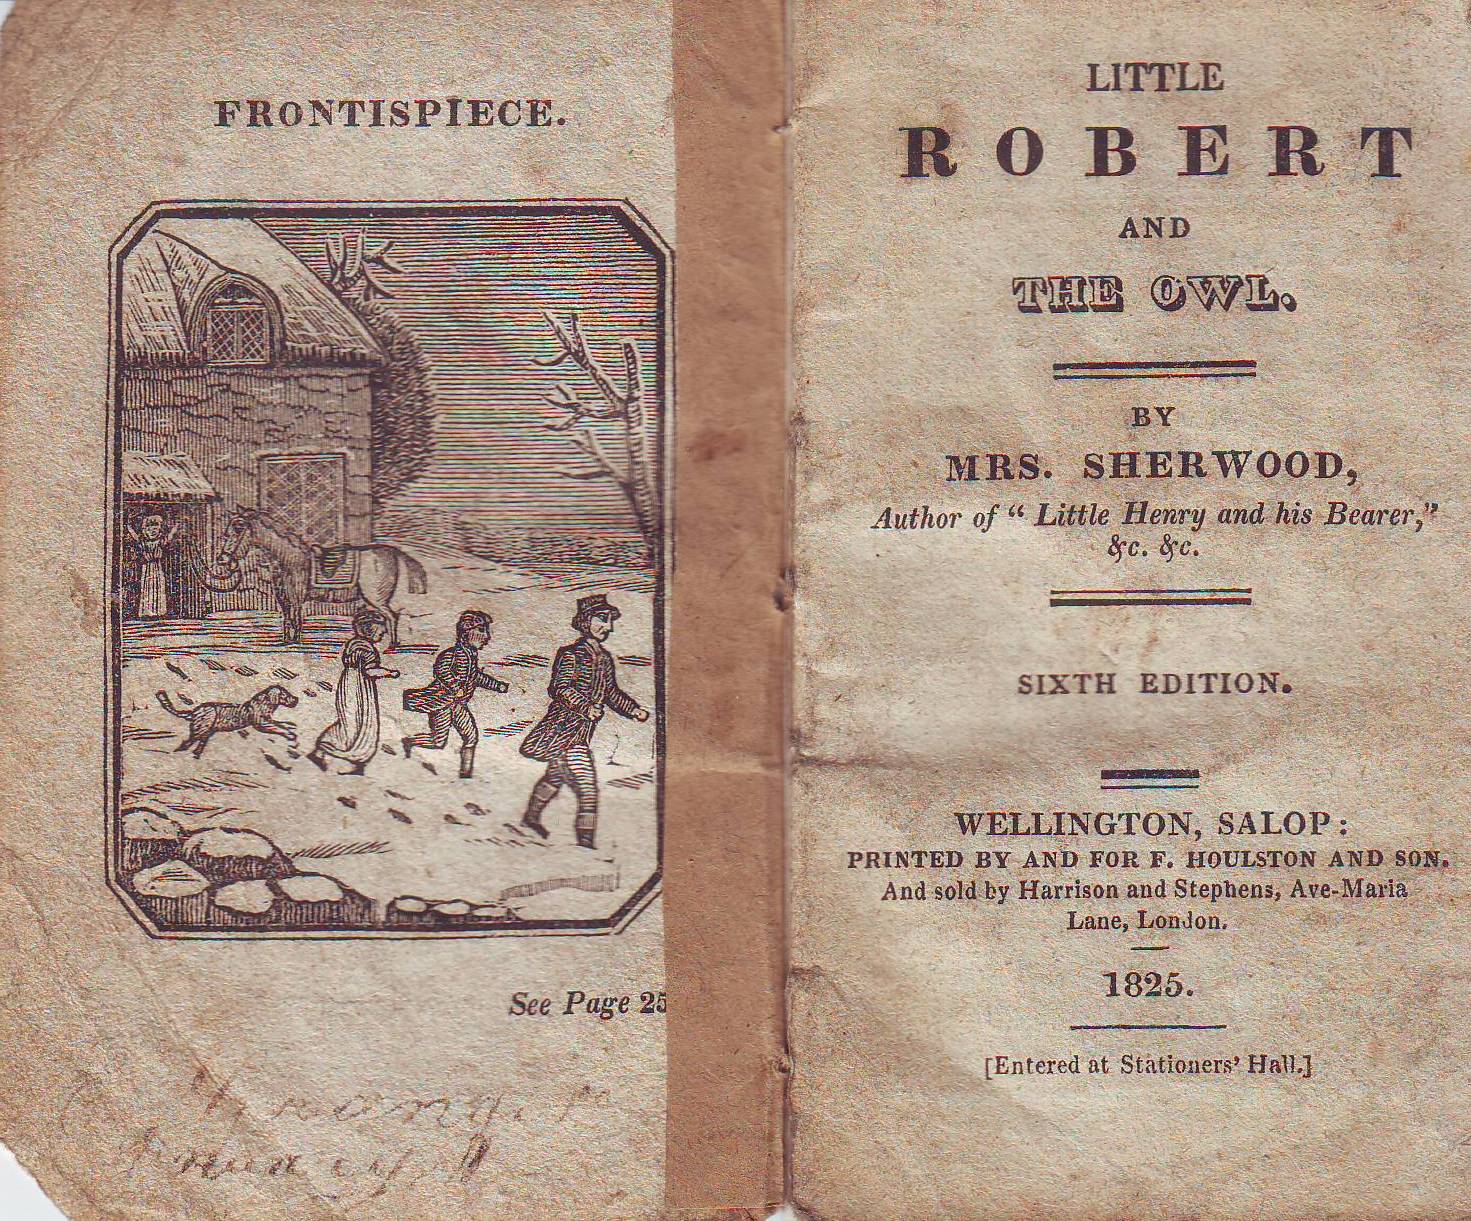 FRONTISPIECE.
See Page 25
LITTLE
ROBERT
AND
THE OWL.
BY
MRS. SHERWOOD,
Author of “ Little Henry and his Bearer,”
&c. &c.
SIXTH EDITION.
WELLINGTON, SALOP:
PRINTED BY AND FOR F. HOULSTON AND SON.
And sold by Harrison and Stephens, Ave-Maria
Lane, London.
1825.
[Entered at Stationers’ Hall.]